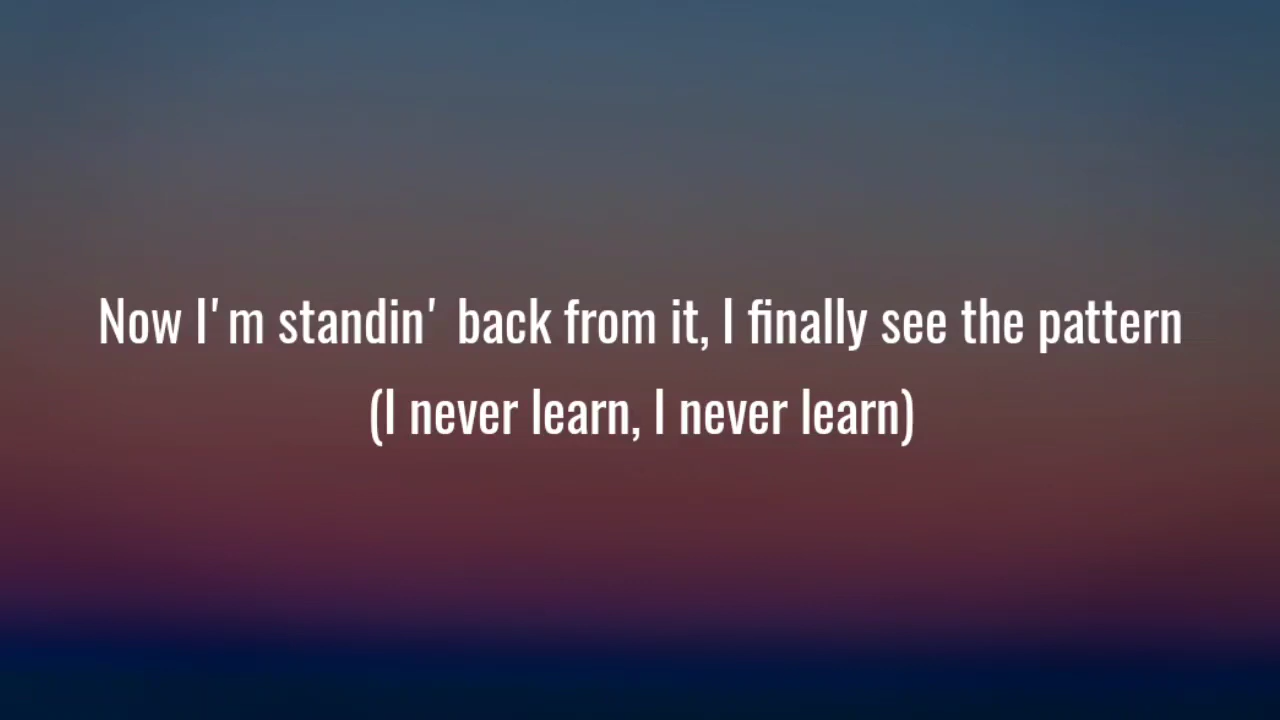 Now I'm standin' back from it, I finally see the pattern
(I never learn, I never learn)